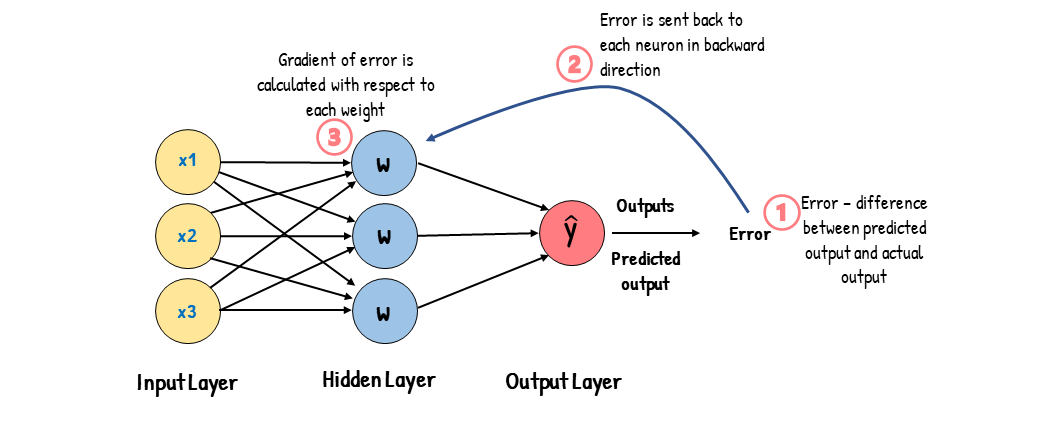 Error is sent back to
each neuron in backward
direction
2
Gradient of error is
calculated with respect to
each weight
3
x1
w
x2
w
x3
w
ŷ
Outputs
Predicted
output
Error
1
Error – difference
between predicted
output and actual
output
Input Layer
Hidden Layer
Output Layer